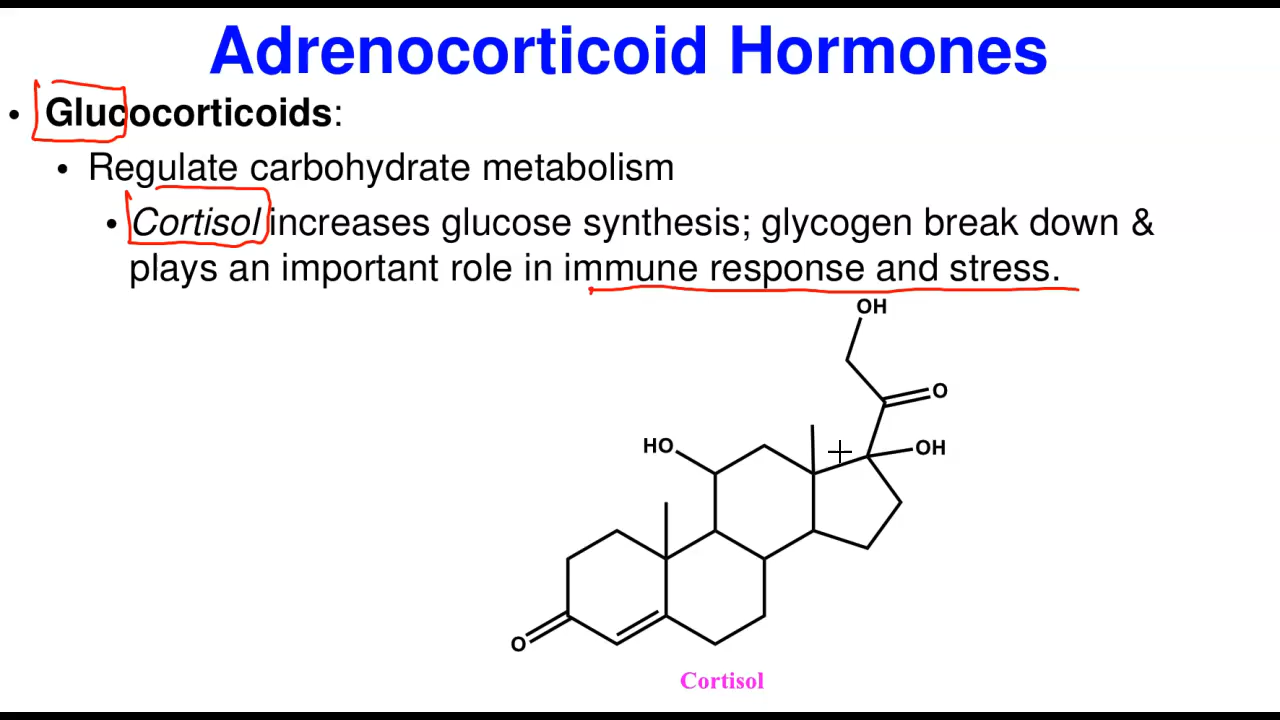 Adrenocorticoid Hormones
• Glucocorticoids:
• Regulate carbohydrate metabolism
• Cortisol increases glucose synthesis; glycogen break down &
plays an important role in immune response and stress.
OH
O
HO
OH
O
Cortisol